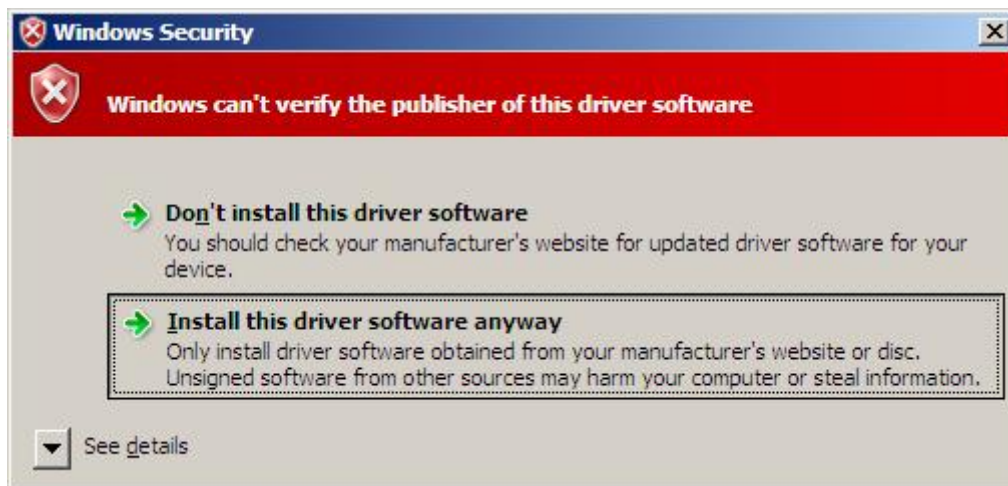 Windows Security
Windows can't verify the publisher of this driver software
Don't install this driver software
You should check your manufacturer's website for updated driver software for your
device.
Install this driver software anyway
Only install driver software obtained from your manufacturer's website or disc.
Unsigned software from other sources may harm your computer or steal information.
See details